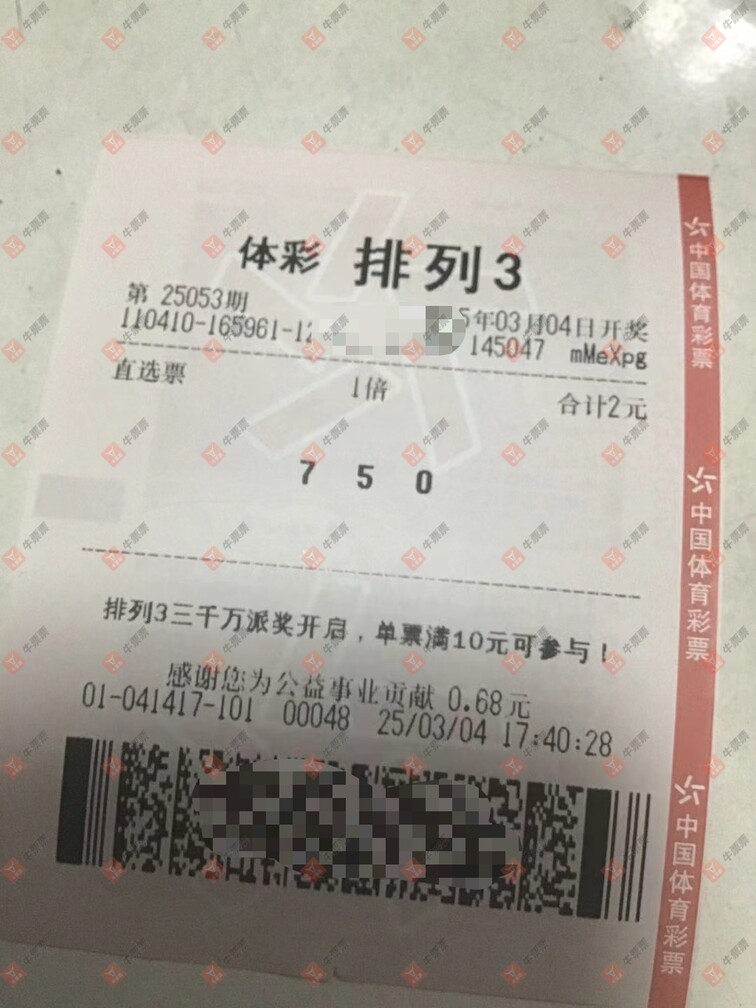 体彩 排列3
第 25053期
5年03月04日开奖
110410-165961-12
145047 mMeXpg
直选票 1倍 合计2元
7 5 0
排列3三千万派奖开启，单票满10元可参与！
感谢您为公益事业贡献 0.68元
01-041417-101 00048 25/03/04 17:40:28
中国体育彩票
中国体育彩票
中国体育彩票
牛票票